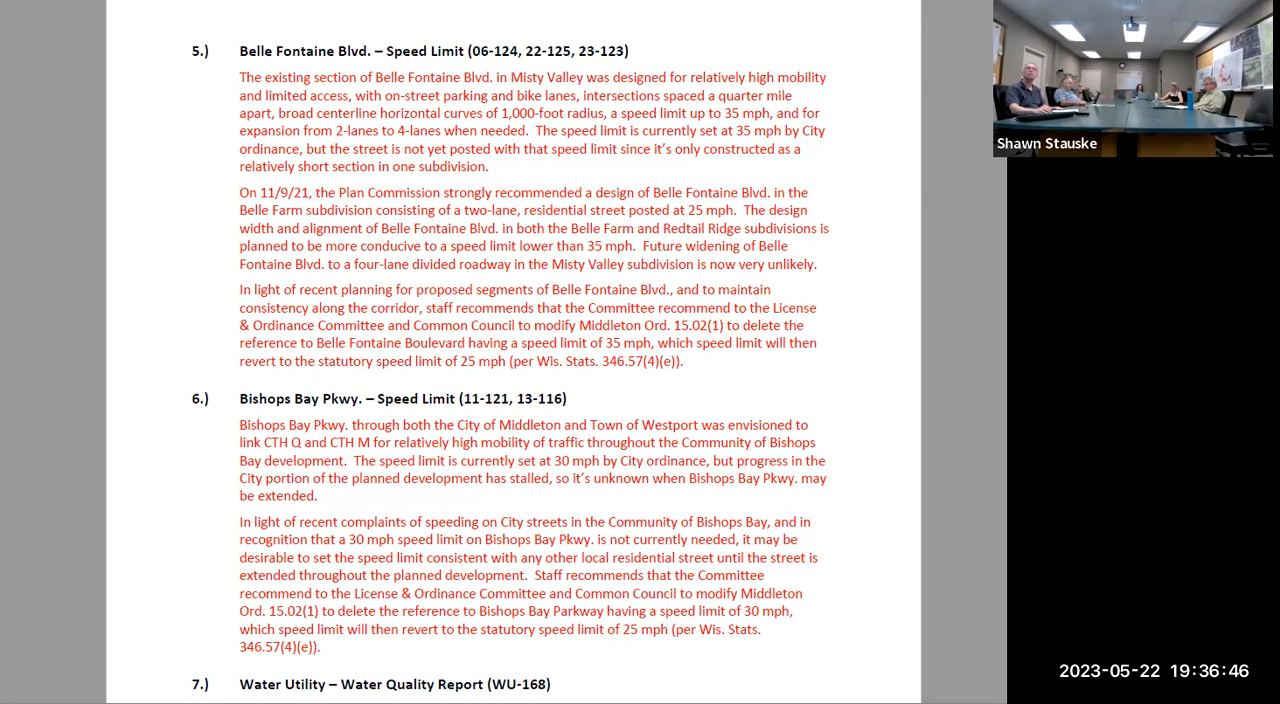 5.) Belle Fontaine Blvd. – Speed Limit (06-124, 22-125, 23-123)
The existing section of Belle Fontaine Blvd. in Misty Valley was designed for relatively high mobility
and limited access, with on-street parking and bike lanes, intersections spaced a quarter mile
apart, broad centerline horizontal curves of 1,000-foot radius, a speed limit up to 35 mph, and for
expansion from 2-lanes to 4-lanes when needed.  The speed limit is currently set at 35 mph by City
ordinance, but the street is not yet posted with that speed limit since it's only constructed as a
relatively short section in one subdivision.
On 11/9/21, the Plan Commission strongly recommended a design of Belle Fontaine Blvd. in the
Belle Farm subdivision consisting of a two-lane, residential street posted at 25 mph.  The design
width and alignment of Belle Fontaine Blvd. in both the Belle Farm and Redtail Ridge subdivisions is
planned to be more conducive to a speed limit lower than 35 mph.  Future widening of Belle
Fontaine Blvd. to a four-lane divided roadway in the Misty Valley subdivision is now very unlikely.
In light of recent planning for proposed segments of Belle Fontaine Blvd., and to maintain
consistency along the corridor, staff recommends that the Committee recommend to the License
& Ordinance Committee and Common Council to modify Middleton Ord. 15.02(1) to delete the
reference to Belle Fontaine Boulevard having a speed limit of 35 mph, which speed limit will then
revert to the statutory speed limit of 25 mph (per Wis. Stats. 346.57(4)(e)).
6.) Bishops Bay Pkwy. – Speed Limit (11-121, 13-116)
Bishops Bay Pkwy. through both the City of Middleton and Town of Westport was envisioned to
link CTH Q and CTH M for relatively high mobility of traffic throughout the Community of Bishops
Bay development.  The speed limit is currently set at 30 mph by City ordinance, but progress in the
City portion of the planned development has stalled, so it's unknown when Bishops Bay Pkwy. may
be extended.
In light of recent complaints of speeding on City streets in the Community of Bishops Bay, and in
recognition that a 30 mph speed limit on Bishops Bay Pkwy. is not currently needed, it may be
desirable to set the speed limit consistent with any other local residential street until the street is
extended throughout the planned development.  Staff recommends that the Committee
recommend to the License & Ordinance Committee and Common Council to modify Middleton
Ord. 15.02(1) to delete the reference to Bishops Bay Parkway having a speed limit of 30 mph,
which speed limit will then revert to the statutory speed limit of 25 mph (per Wis. Stats.
346.57(4)(e)).
7.) Water Utility – Water Quality Report (WU-168)
Shawn Stauske
2023-05-22 19:36:46